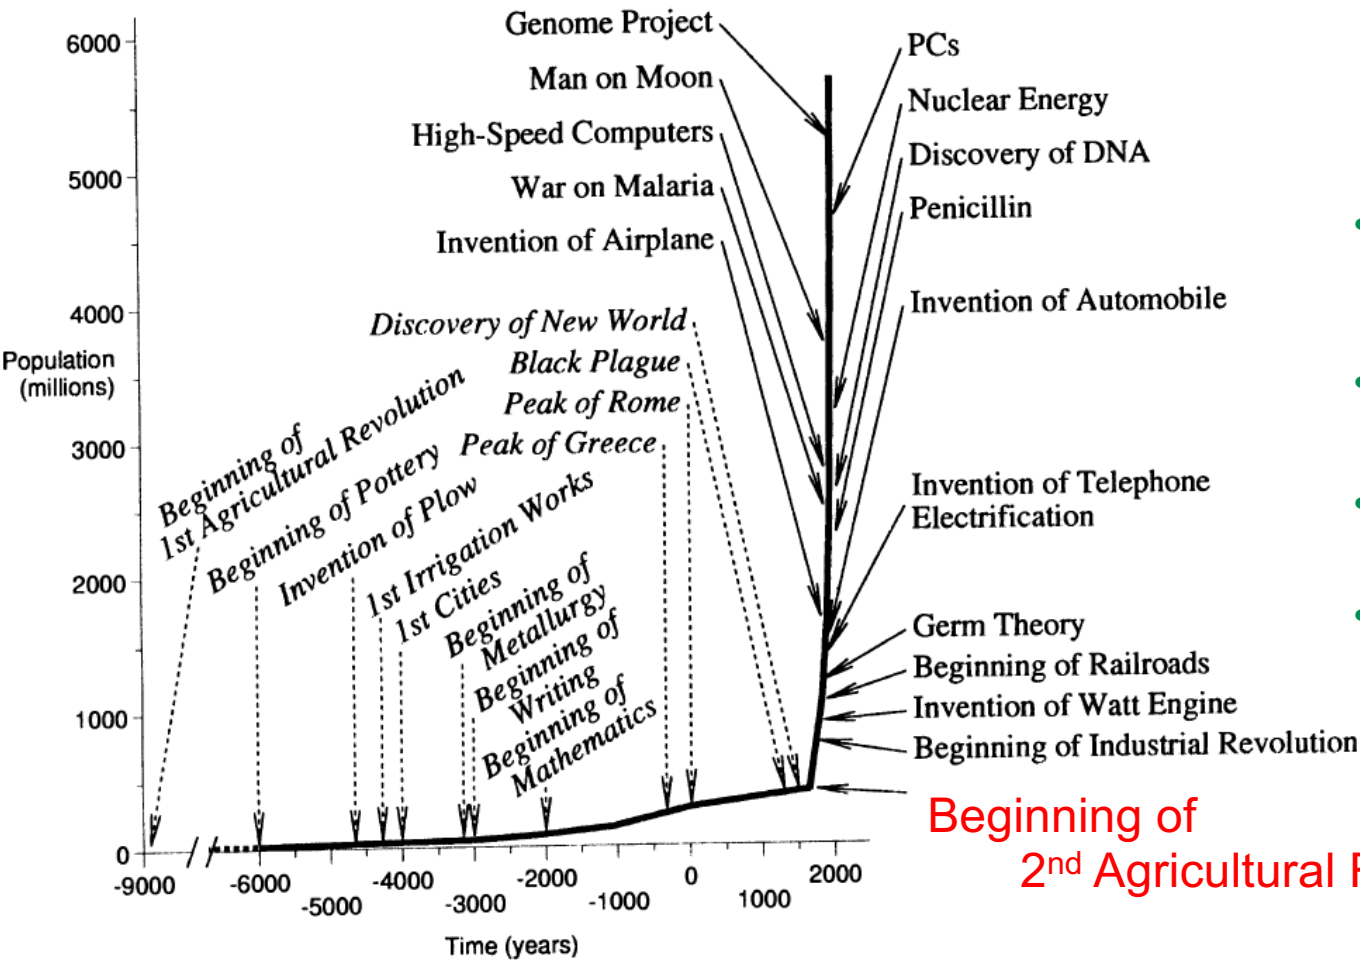 6000
5000
4000
Population
(millions)
3000
2000
1000
0
Genome Project
Man on Moon
High-Speed Computers
War on Malaria
Invention of Airplane
Discovery of New World
Black Plague
Peak of Rome
Peak of Greece
Beginning of
1st Agricultural Revolution
Beginning of Pottery
Invention of Plow
1st Irrigation Works
1st Cities
Beginning of
Metallurgy
Beginning of
Writing
Beginning of
Mathematics
PCs
Nuclear Energy
Discovery of DNA
Penicillin
Invention of Automobile
Invention of Telephone
Electrification
Germ Theory
Beginning of Railroads
Invention of Watt Engine
Beginning of Industrial Revolution
Beginning of
2nd Agricultural
-9000 -6000 -4000 -2000 0 2000
-5000 -3000 -1000 1000
Time (years)